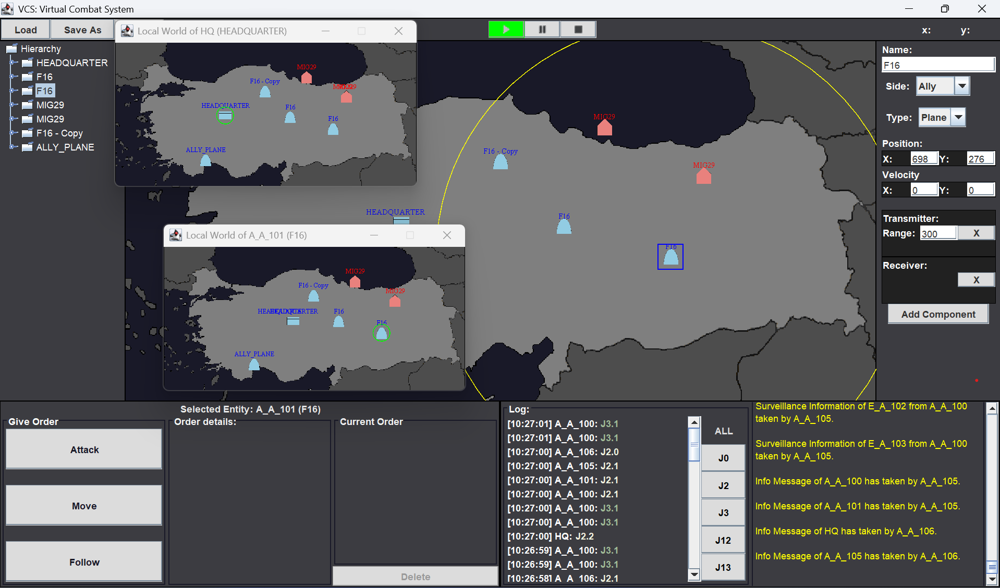 VCS: Virtual Combat System
Load
Save As
x:
y:
Hierarchy
HEADQUARTER
F16
F16
MIG29
MIG29
F16 - Copy
ALLY_PLANE
Local World of HQ (HEADQUARTER)
MIG29
F16 - Copy
HEADQUARTER
F16
F16
ALLY_PLANE
MIG29
F16 - Copy
MIG29
HEADQUARTER
F16
F16
Local World of A_A_101 (F16)
MIG29
F16 - Copy
MIG29
F16
F16
ALLY_PLANE
Name:
F16
Side:
Ally
Type:
Plane
Position:
X:
698
Y:
276
Velocity
X:
0
Y:
0
Transmitter:
Range:
300
X
Receiver:
X
Add Component
Selected Entity: A_A_101 (F16)
Give Order
Attack
Move
Follow
Order details:
Current Order
Delete
Log:
[10:27:01] A_A_100: J3.1
[10:27:01] A_A_100: J3.1
[10:27:00] A_A_106: J2.0
[10:27:00] A_A_105: J2.1
[10:27:00] A_A_101: J2.1
[10:27:00] A_A_100: J2.1
[10:27:00] A_A_100: J3.1
[10:27:00] A_A_100: J3.1
[10:27:00] HQ: J2.2
[10:26:59] A_A_100: J3.1
[10:26:59] A_A_100: J3.1
[10:26:58] A_A_106: J2.1
ALL
J0
J2
J3
J12
J13
Surveillance Information of E_A_102 from A_A_100
taken by A_A_105.
Surveillance Information of E_A_103 from A_A_100
taken by A_A_105.
Info Message of A_A_100 has taken by A_A_105.
Info Message of A_A_101 has taken by A_A_105.
Info Message of HQ has taken by A_A_106.
Info Message of A_A_105 has taken by A_A_106.